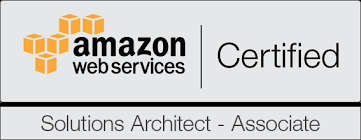 amazon
web services
Certified
Solutions Architect - Associate